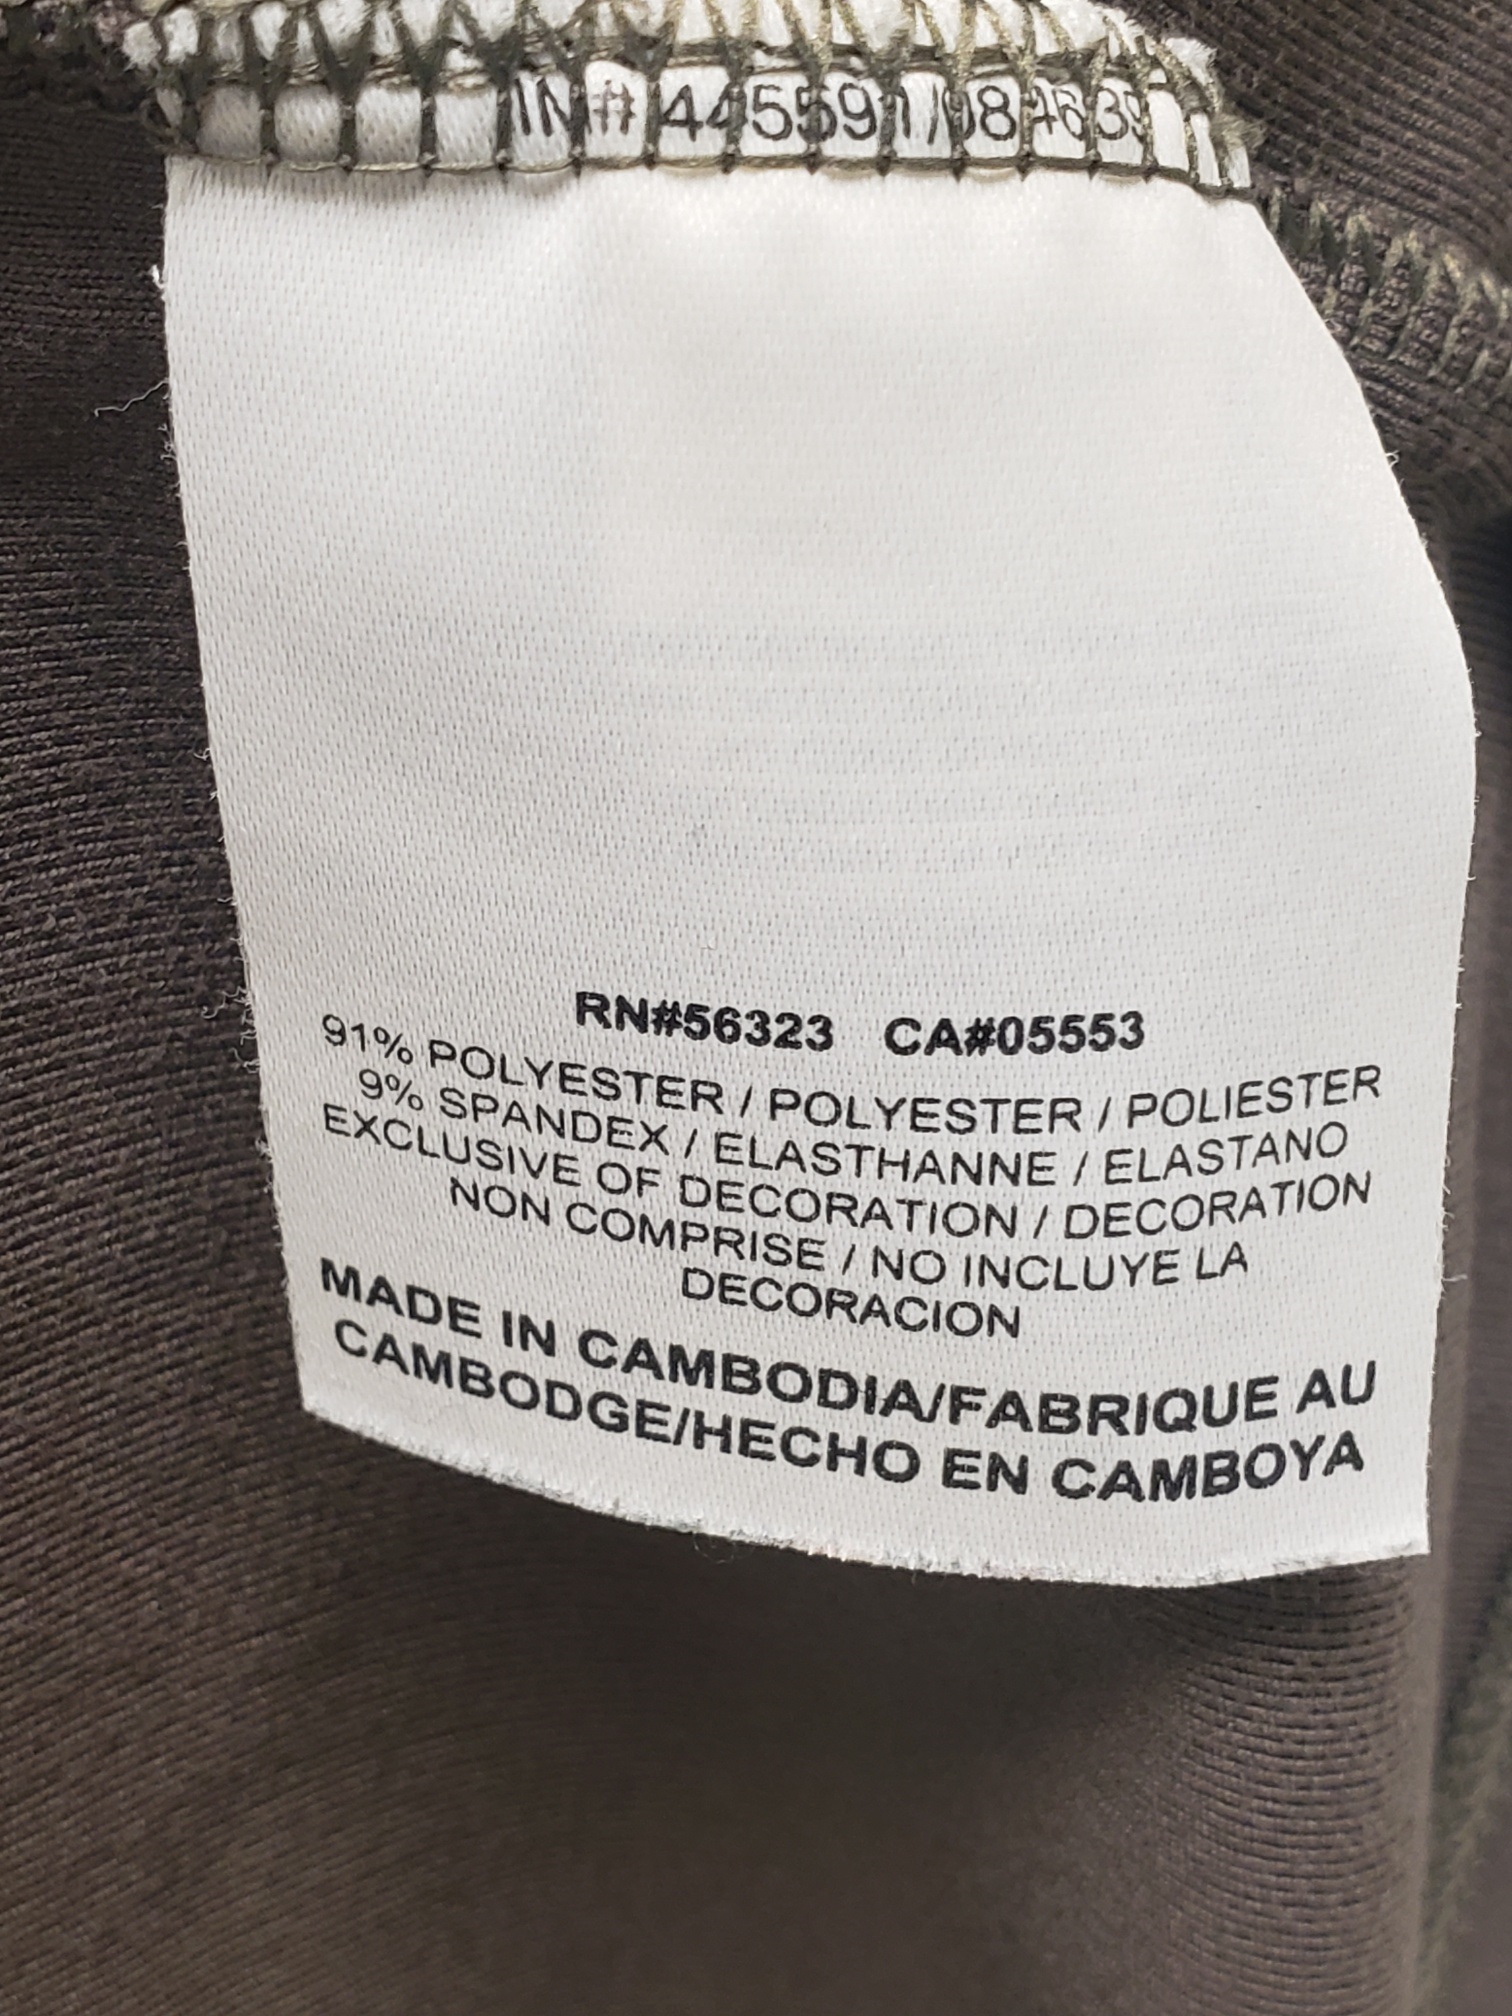 RN#56323 CA#05553
91% POLYESTER / POLYESTER / POLIESTER
9% SPANDEX / ELASTHANNE / ELASTANO
EXCLUSIVE OF DECORATION / DECORATION
NON COMPRISE / NO INCLUYE LA
DECORACION
MADE IN CAMBODIA/FABRIQUE AU
CAMBODGE/HECHO EN CAMBOYA